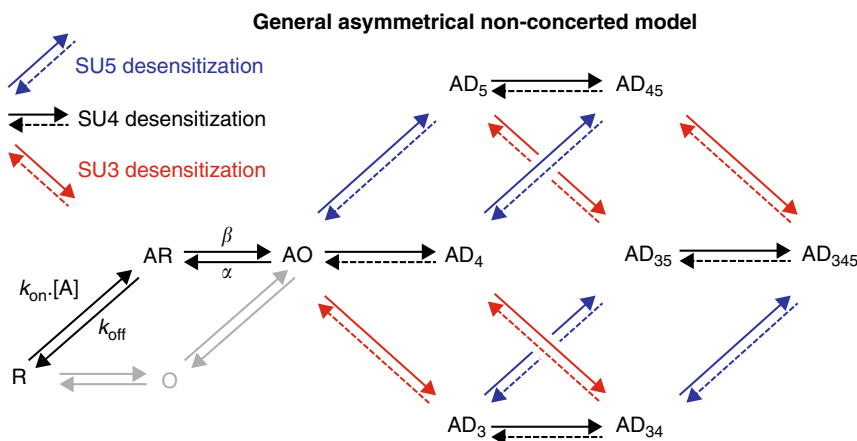 General asymmetrical non-concerted model
SU5 desensitization
SU4 desensitization
SU3 desensitization
AD5 AD45
β
AR AO AD4 AD35 AD345
α
kon.[A]
koff
R O
AD3 AD34